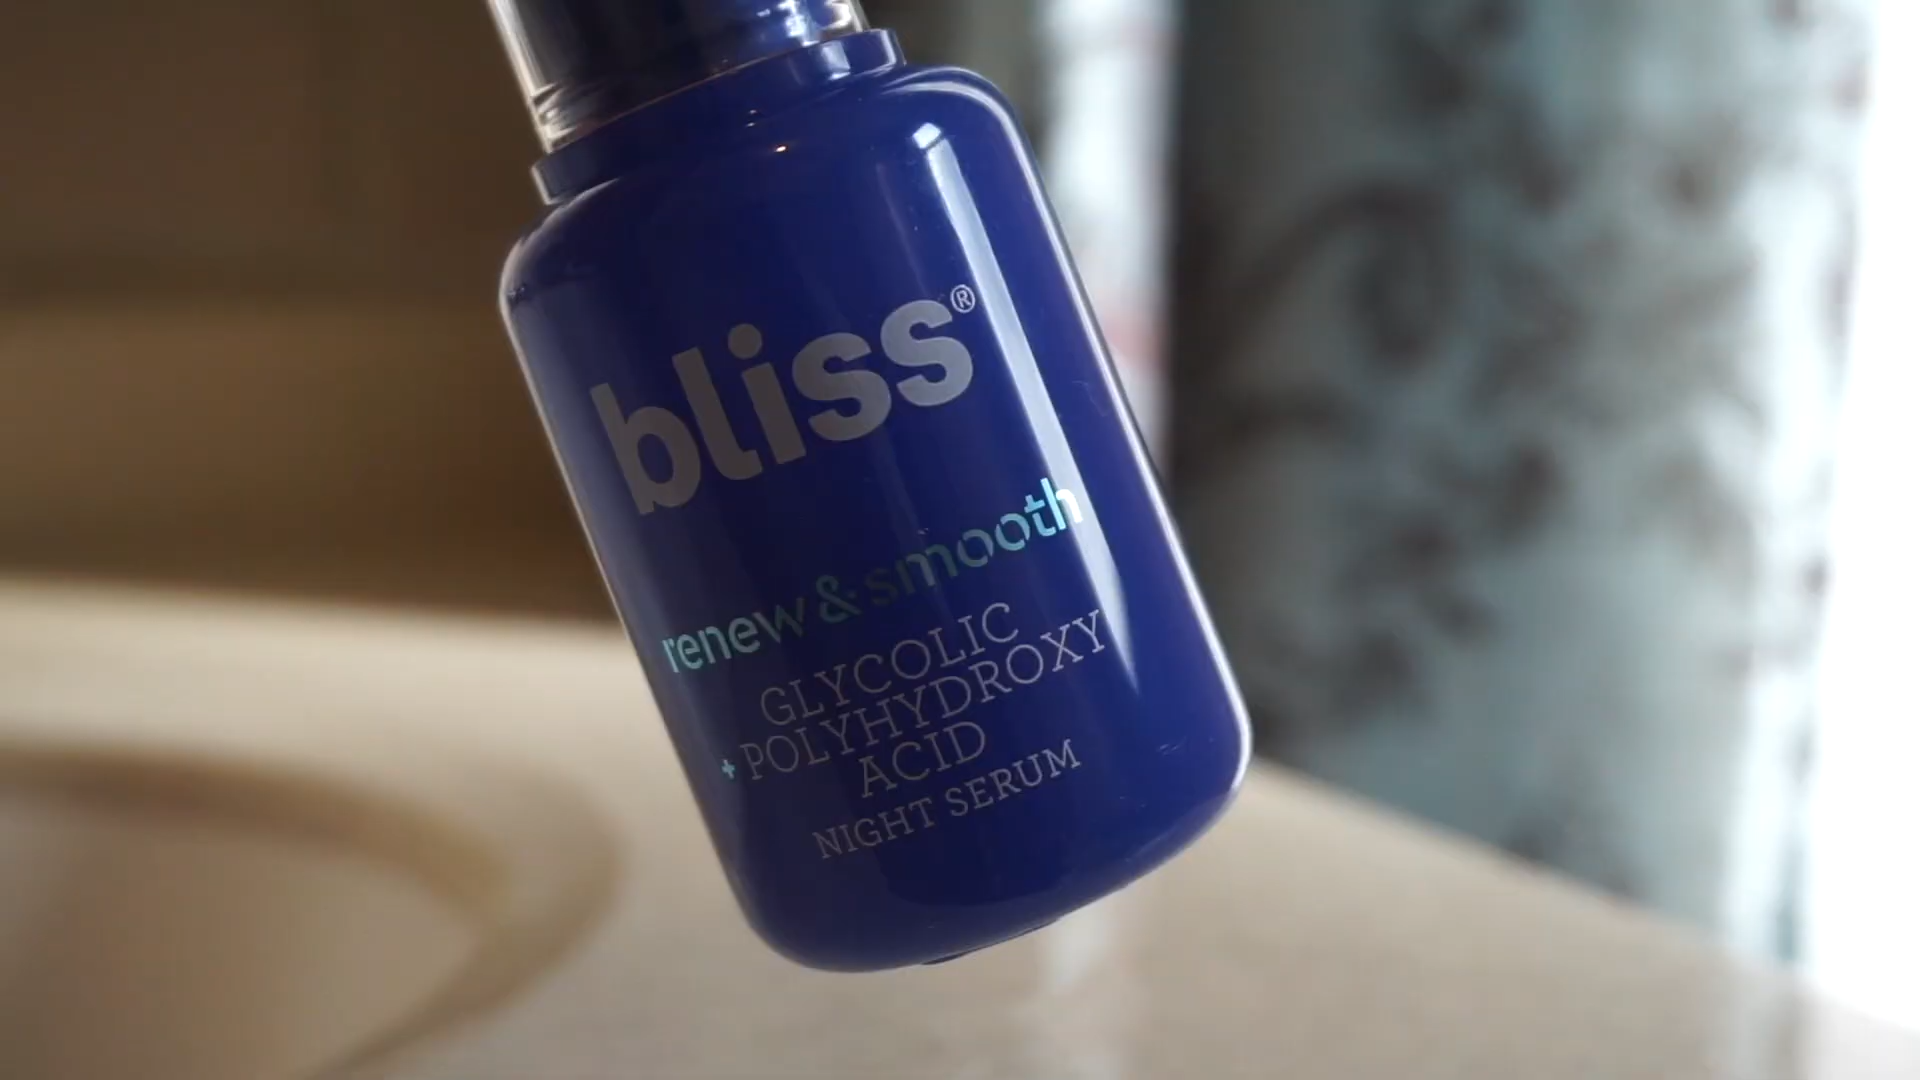 bliss®
renew & smooth
GLYCOLIC
+ POLYHYDROXY
ACID
NIGHT SERUM